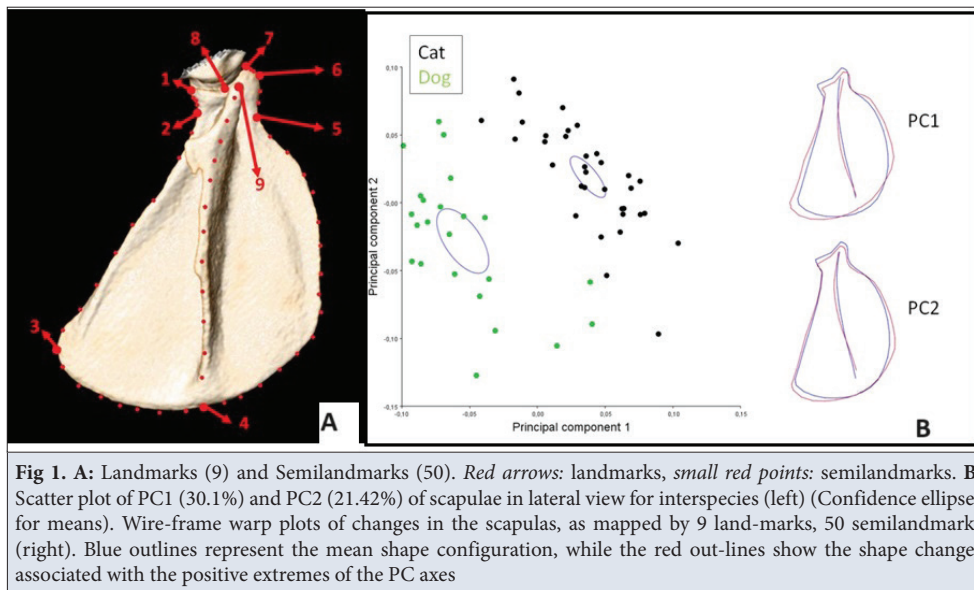 8
7
6
1
2
5
9
3
4
A
B
Cat
Dog
0,10
0,05
-0,00
-0,05
-0,10
-0,15
-0,10
-0,05
0,00
0,05
0,10
0,15
Principal component 2
Principal component 1
PC1
PC2
B
Fig 1. A: Landmarks (9) and Semilandmarks (50). Red arrows: landmarks, small red points: semilandmarks. B
Scatter plot of PC1 (30.1%) and PC2 (21.42%) of scapulae in lateral view for interspecies (left) (Confidence ellipse
for means). Wire-frame warp plots of changes in the scapulas, as mapped by 9 land-marks, 50 semilandmark
(right). Blue outlines represent the mean shape configuration, while the red out-lines show the shape change
associated with the positive extremes of the PC axes